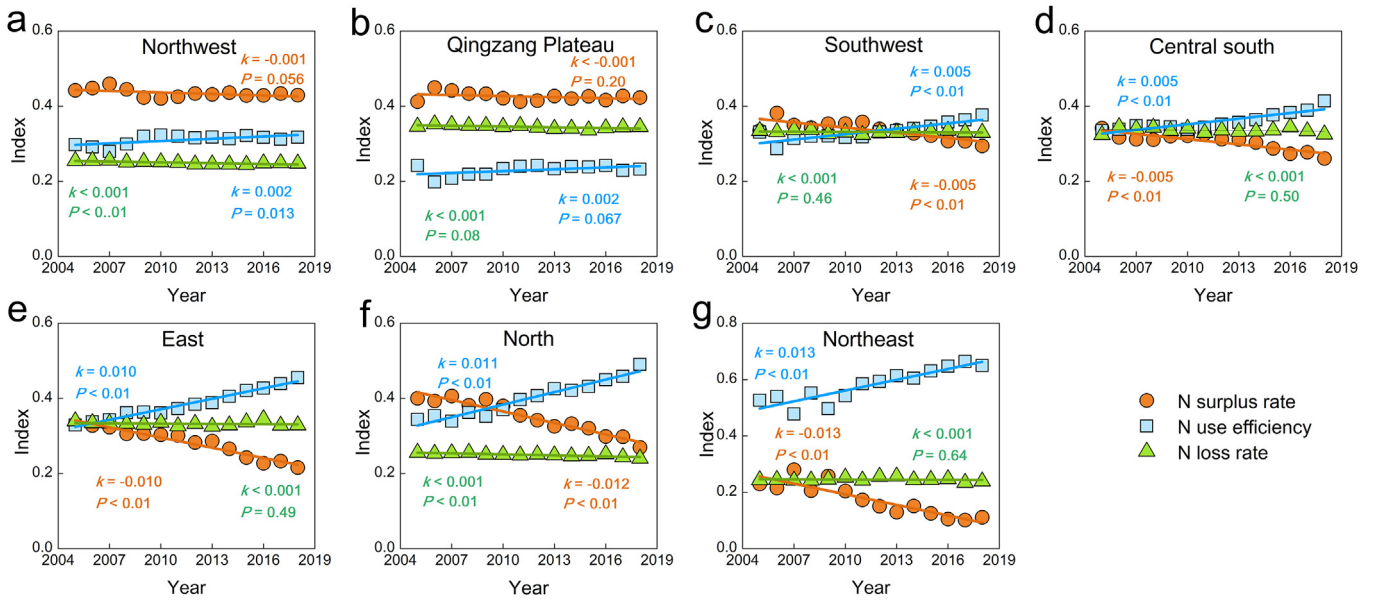 a
Northwest
0.6
0.4
0.2
0.0
Index
k = -0.001
P = 0.056
k < 0.001
P < 0..01
k = 0.002
P = 0.013
2004 2007 2010 2013 2016 2019
Year
b
Qingzang Plateau
0.6
0.4
0.2
0.0
Index
k < -0.001
P = 0.20
k < 0.001
P = 0.08
k = 0.002
P = 0.067
2004 2007 2010 2013 2016 2019
Year
c
Southwest
0.6
0.4
0.2
0.0
Index
k = 0.005
P < 0.01
k < 0.001
P = 0.46
k = -0.005
P < 0.01
2004 2007 2010 2013 2016 2019
Year
d
Central south
0.6
0.4
0.2
0.0
Index
k = 0.005
P < 0.01
k = -0.005
P < 0.01
k < 0.001
P = 0.50
2004 2007 2010 2013 2016 2019
Year
e
East
0.6
0.4
0.2
0.0
Index
k = 0.010
P < 0.01
k = -0.010
P < 0.01
k < 0.001
P = 0.49
2004 2007 2010 2013 2016 2019
Year
f
North
0.6
0.4
0.2
0.0
Index
k = 0.011
P < 0.01
k < 0.001
P < 0.01
k = -0.012
P < 0.01
2004 2007 2010 2013 2016 2019
Year
g
Northeast
0.8
0.6
0.4
0.2
0.0
Index
k = 0.013
P < 0.01
k = -0.013
P < 0.01
k < 0.001
P = 0.64
2004 2007 2010 2013 2016 2019
Year
N surplus rate
N use efficiency
N loss rate